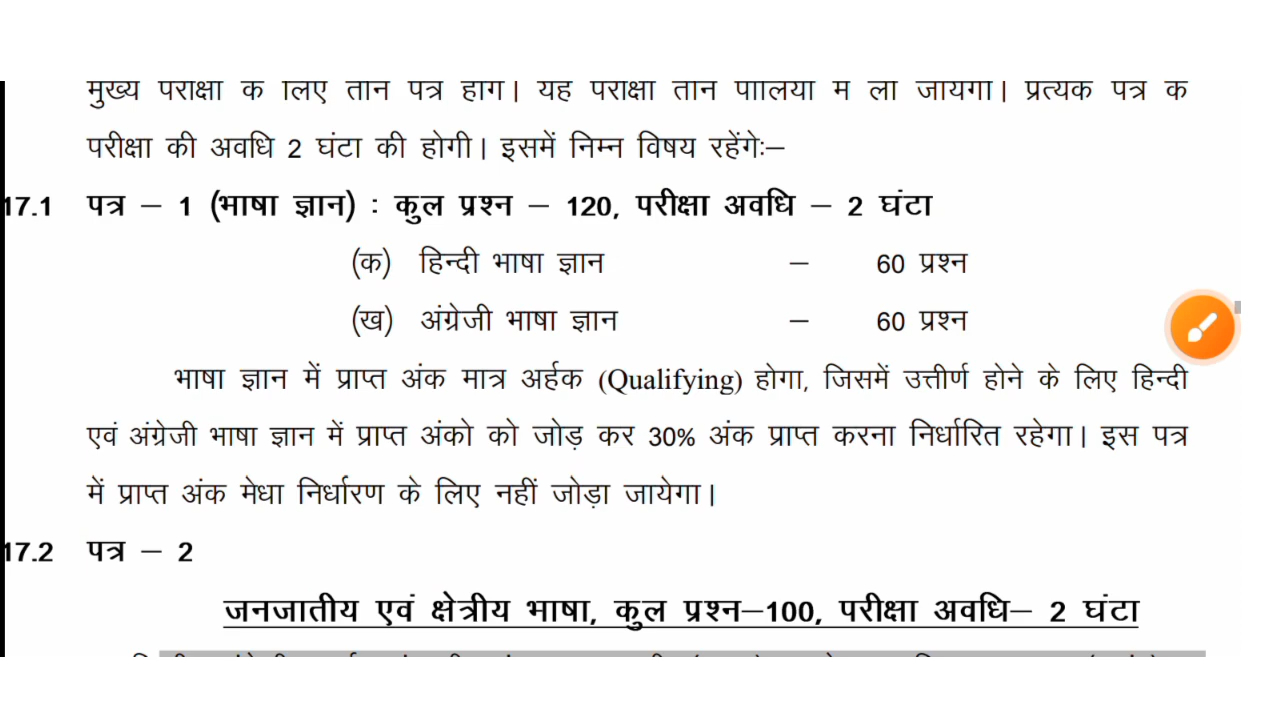 मुख्य परीक्षा के लिए तीन पत्र होंगे। यह परीक्षा तीन पालियों में ली जायेगी। प्रत्येक पत्र के
परीक्षा की अवधि 2 घंटा की होगी। इसमें निम्न विषय रहेंगेः—
17.1 पत्र — 1 (भाषा ज्ञान) : कुल प्रश्न — 120, परीक्षा अवधि — 2 घंटा
(क) हिन्दी भाषा ज्ञान — 60 प्रश्न
(ख) अंग्रेजी भाषा ज्ञान — 60 प्रश्न
भाषा ज्ञान में प्राप्त अंक मात्र अर्हक (Qualifying) होगा, जिसमें उत्तीर्ण होने के लिए हिन्दी
एवं अंग्रेजी भाषा ज्ञान में प्राप्त अंको को जोड़ कर 30% अंक प्राप्त करना निर्धारित रहेगा। इस पत्र
में प्राप्त अंक मेधा निर्धारण के लिए नहीं जोड़ा जायेगा।
17.2 पत्र — 2
जनजातीय एवं क्षेत्रीय भाषा, कुल प्रश्न—100, परीक्षा अवधि— 2 घंटा